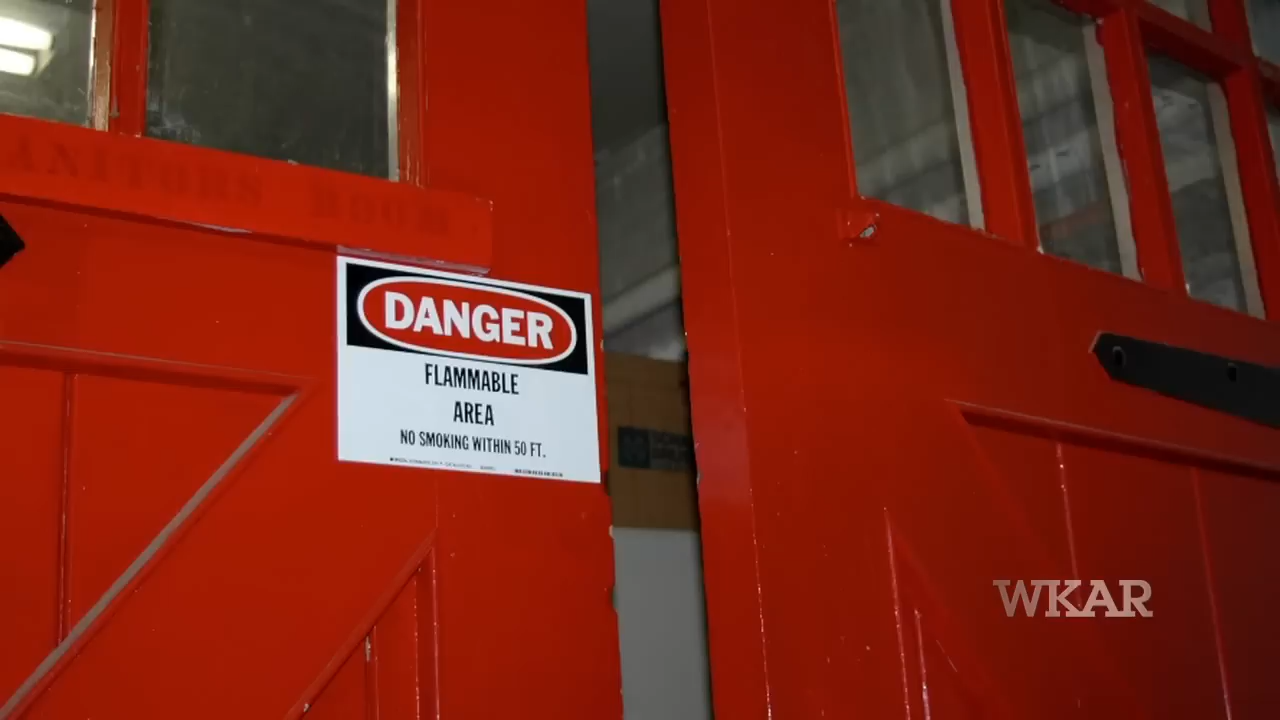 DANGER
FLAMMABLE
AREA
NO SMOKING WITHIN 50 FT.
WKAR